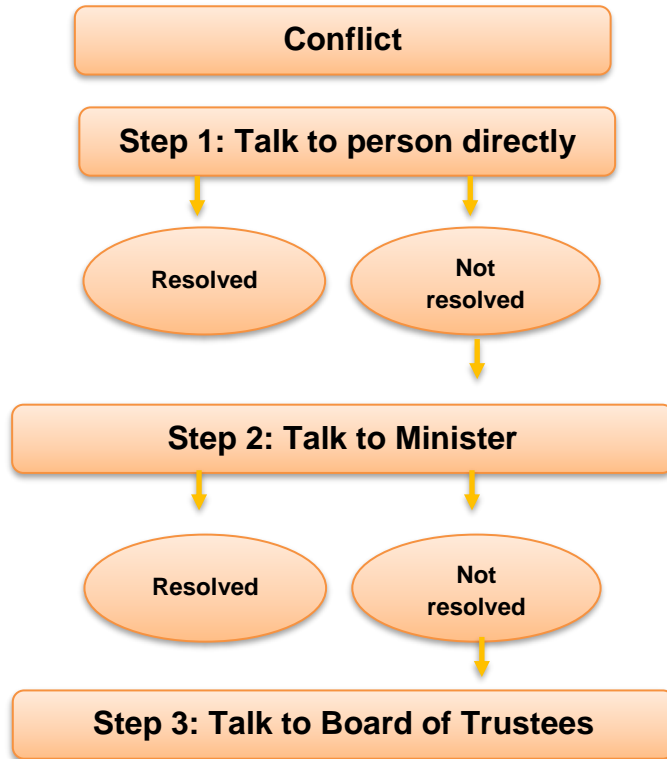 Conflict
Step 1: Talk to person directly
Resolved
Not
resolved
Step 2: Talk to Minister
Resolved
Not
resolved
Step 3: Talk to Board of Trustees